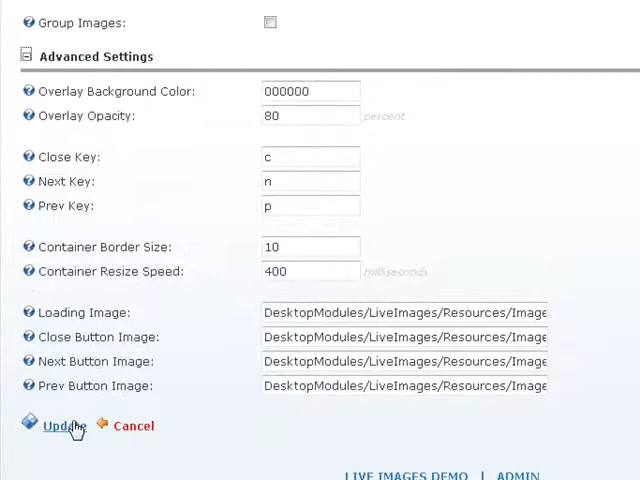 Group Images:
Advanced Settings
Overlay Background Color: 000000
Overlay Opacity: 80 percent
Close Key: c
Next Key: n
Prev Key: p
Container Border Size: 10
Container Resize Speed: 400 milliseconds
Loading Image: DesktopModules/LiveImages/Resources/Image
Close Button Image: DesktopModules/LiveImages/Resources/Image
Next Button Image: DesktopModules/LiveImages/Resources/Image
Prev Button Image: DesktopModules/LiveImages/Resources/Image
Update Cancel
LIVE IMAGES DEMO | ADMIN